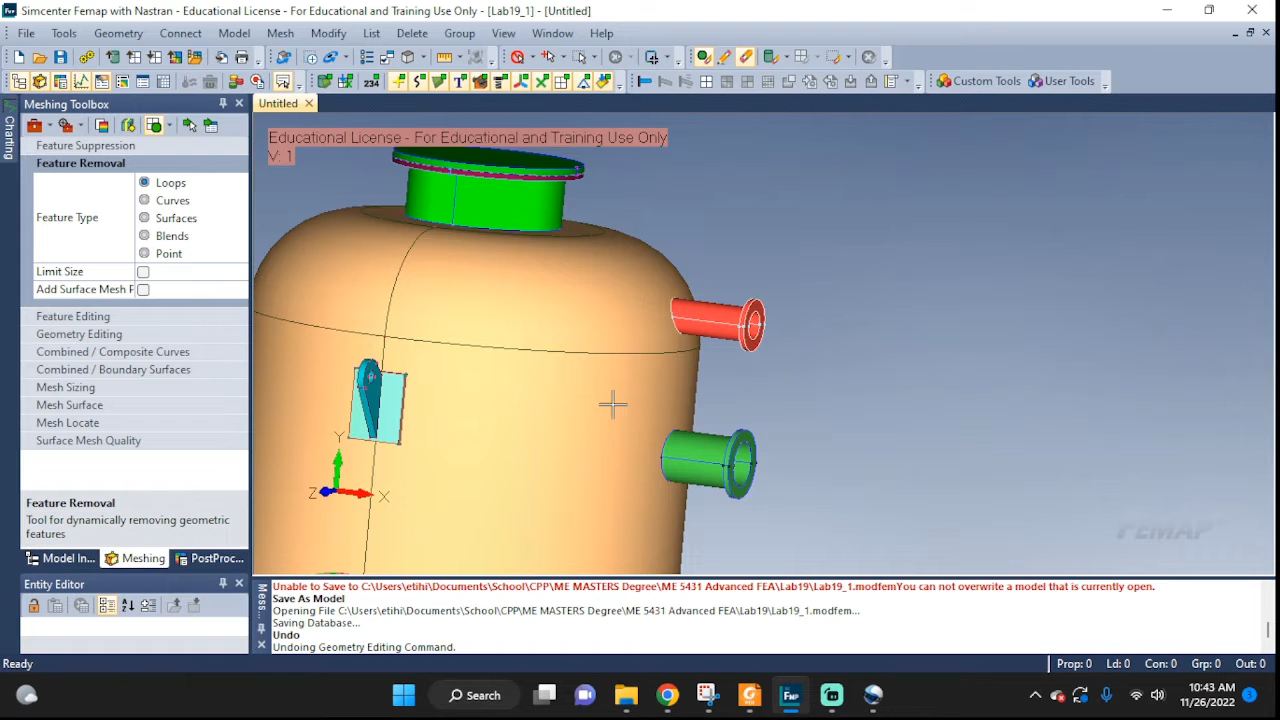 Simcenter Femap with Nastran - Educational License - For Educational and Training Use Only - [Lab19_1] - [Untitled]
File Tools Geometry Connect Model Mesh Modify List Delete Group View Window Help
234 T Custom Tools User Tools
Charting
Meshing Toolbox
Untitled
Feature Suppression
Feature Removal
Feature Type
Loops
Curves
Surfaces
Blends
Point
Limit Size
Add Surface Mesh P
Feature Editing
Geometry Editing
Combined / Composite Curves
Combined / Boundary Surfaces
Mesh Sizing
Mesh Surface
Mesh Locate
Surface Mesh Quality
Feature Removal
Tool for dynamically removing geometric
features
Model In... Meshing PostProc...
Entity Editor
Educational License - For Educational and Training Use Only
V: 1
Y
Z X
FEMAP
Mess...
Unable to Save to C:\Users\etihi\Documents\School\CPP\ME MASTERS Degree\ME 5431 Advanced FEA\Lab19\Lab19_1.modfemYou can not overwrite a model that is currently open.
Save As Model
Opening File C:\Users\etihi\Documents\School\CPP\ME MASTERS Degree\ME 5431 Advanced FEA\Lab19\Lab19_1.modfem...
Saving Database...
Undo
Undoing Geometry Editing Command.
Ready
Prop: 0 Ld: 0 Con: 0 Grp: 0 Out: 0
Search
10:43 AM
11/26/2022
3